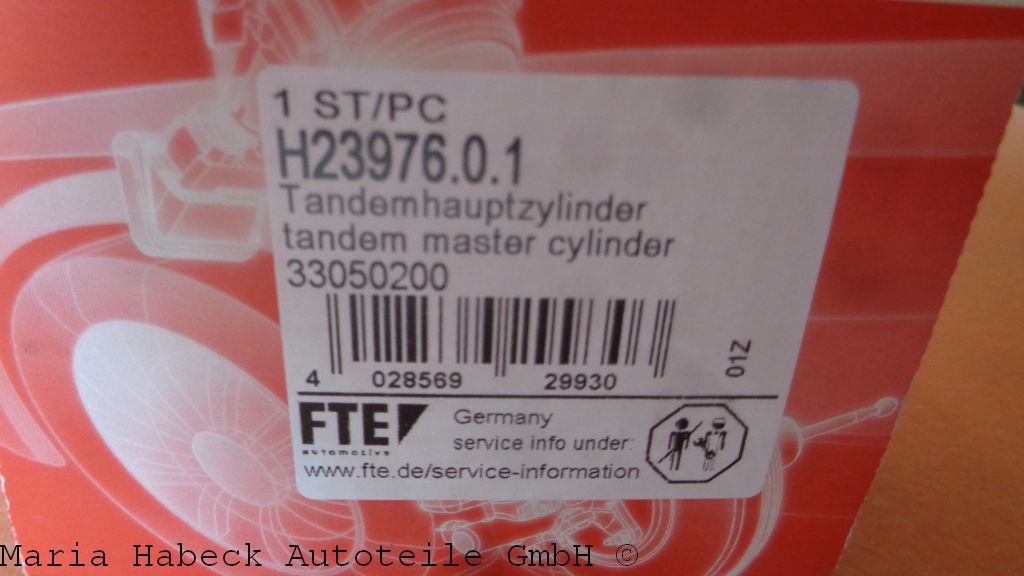 1 ST/PC
H23976.0.1
Tandemhauptzylinder
tandem master cylinder
33050200
01Z
4 028569 29930
FTE
automotive
Germany
service info under:
www.fte.de/service-information
Maria Habeck Autoteile GmbH ©